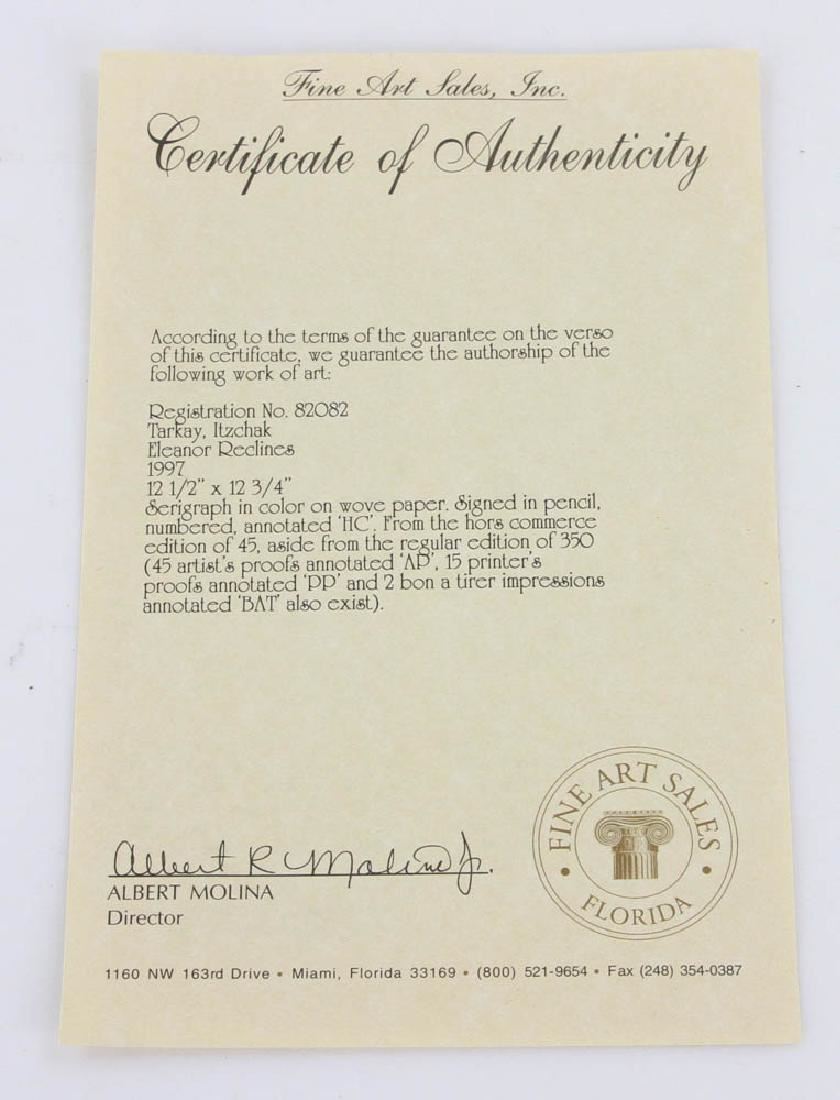 Fine Art Sales, Inc.
Certificate of Authenticity
According to the terms of the guarantee on the verso
of this certificate, we guarantee the authorship of the
following work of art:
Registration No. 82082
Tarkay, Itzchak
Eleanor Reclines
1997
12 1/2" x 12 3/4"
Serigraph in color on wove paper. Signed in pencil,
numbered, annotated 'HC'. From the hors commerce
edition of 45, aside from the regular edition of 350
(45 artist's proofs annotated 'AP', 15 printer's
proofs annotated 'PP' and 2 bon a tirer impressions
annotated 'BAT' also exist).
Albert R Molina Jr.
ALBERT MOLINA
Director
• FINE ART SALES •
FLORIDA
1160 NW 163rd Drive • Miami, Florida 33169 • (800) 521-9654 • Fax (248) 354-0387